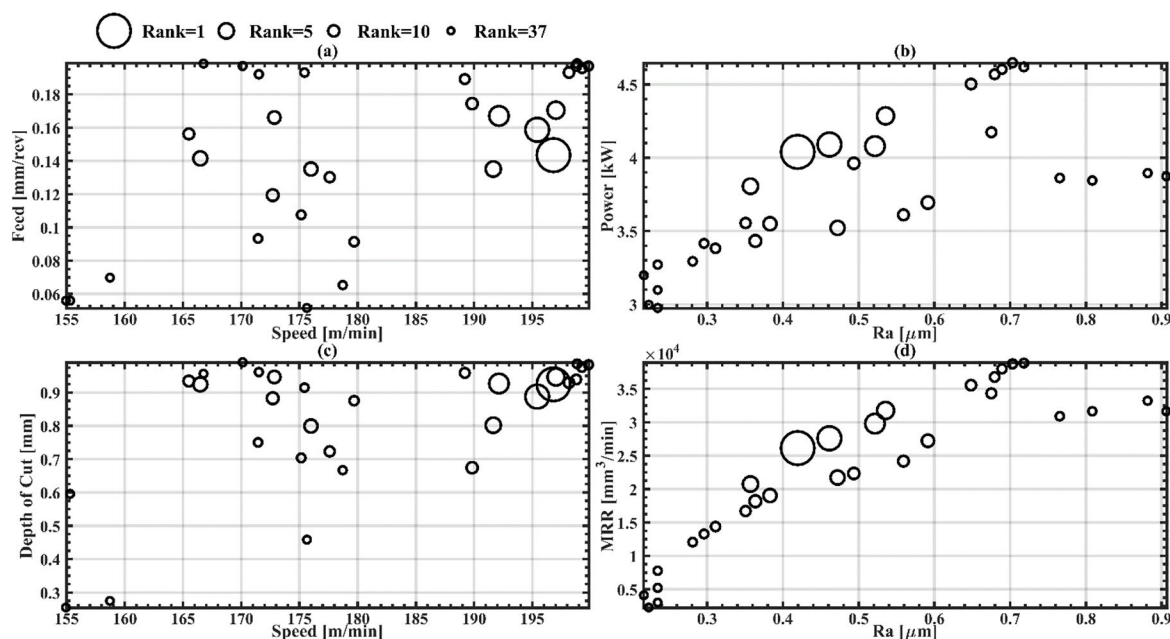 Rank=1 Rank=5 Rank=10 Rank=37
(a)
Feed [mm/rev]
0.18
0.16
0.14
0.12
0.1
0.08
0.06
155 160 165 170 175 180 185 190 195
Speed [m/min]
(b)
Power [kW]
4.5
4
3.5
3
0.3 0.4 0.5 0.6 0.7 0.8 0.9
Ra [μm]
(c)
Depth of Cut [mm]
0.9
0.8
0.7
0.6
0.5
0.4
0.3
155 160 165 170 175 180 185 190 195
Speed [m/min]
(d)
×10⁴
MRR [mm³/min]
3.5
3
2.5
2
1.5
1
0.5
0.3 0.4 0.5 0.6 0.7 0.8 0.9
Ra [μm]